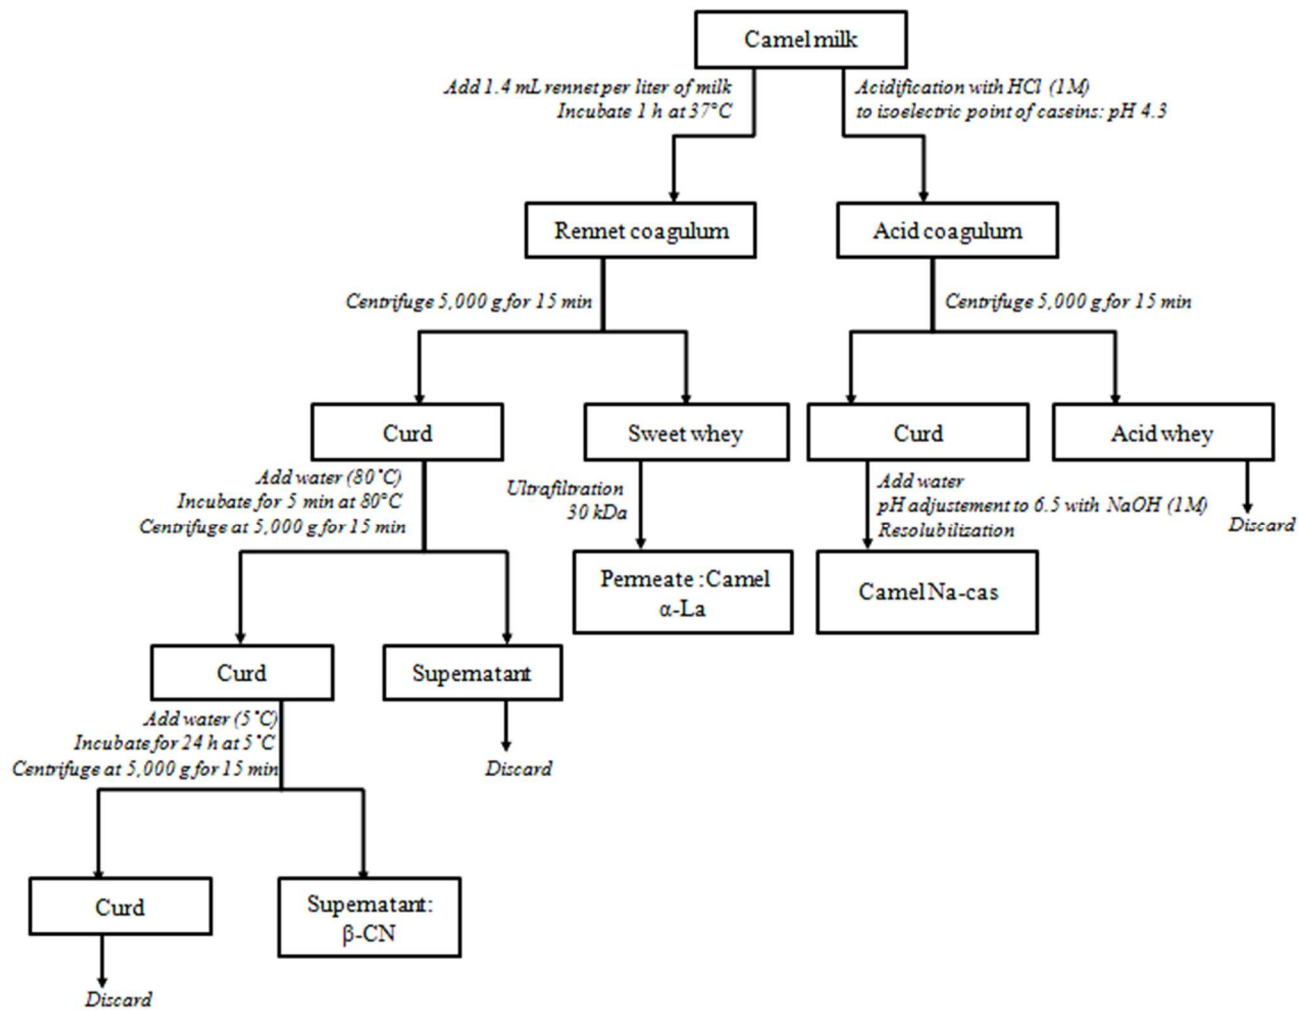 Camel milk
Add 1.4 mL rennet per liter of milk
Incubate 1 h at 37°C
Acidification with HCl (1M)
to isoelectric point of caseins: pH 4.3
Rennet coagulum
Acid coagulum
Centrifuge 5,000 g for 15 min
Centrifuge 5,000 g for 15 min
Curd
Sweet whey
Curd
Acid whey
Add water (80°C)
Incubate for 5 min at 80°C
Centrifuge at 5,000 g for 15 min
Ultrafiltration
30 kDa
Add water
pH adjustement to 6.5 with NaOH (1M)
Resolubilization
Discard
Permeate : Camel
α-La
Camel Na-cas
Curd
Supernatant
Add water (5°C)
Incubate for 24 h at 5°C
Centrifuge at 5,000 g for 15 min
Discard
Curd
Supernatant:
β-CN
Discard